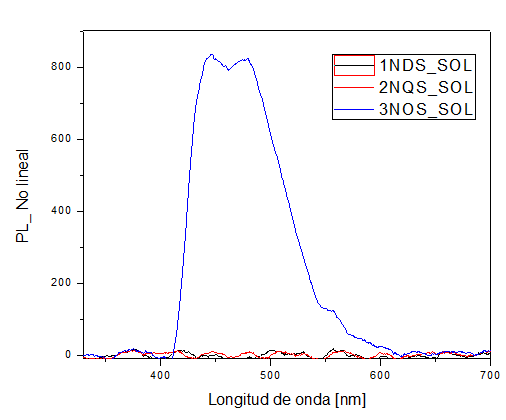 800
600
400
200
0
PL_ No lineal
1NDS_SOL
2NQS_SOL
3NOS_SOL
400 500 600 700
Longitud de onda [nm]